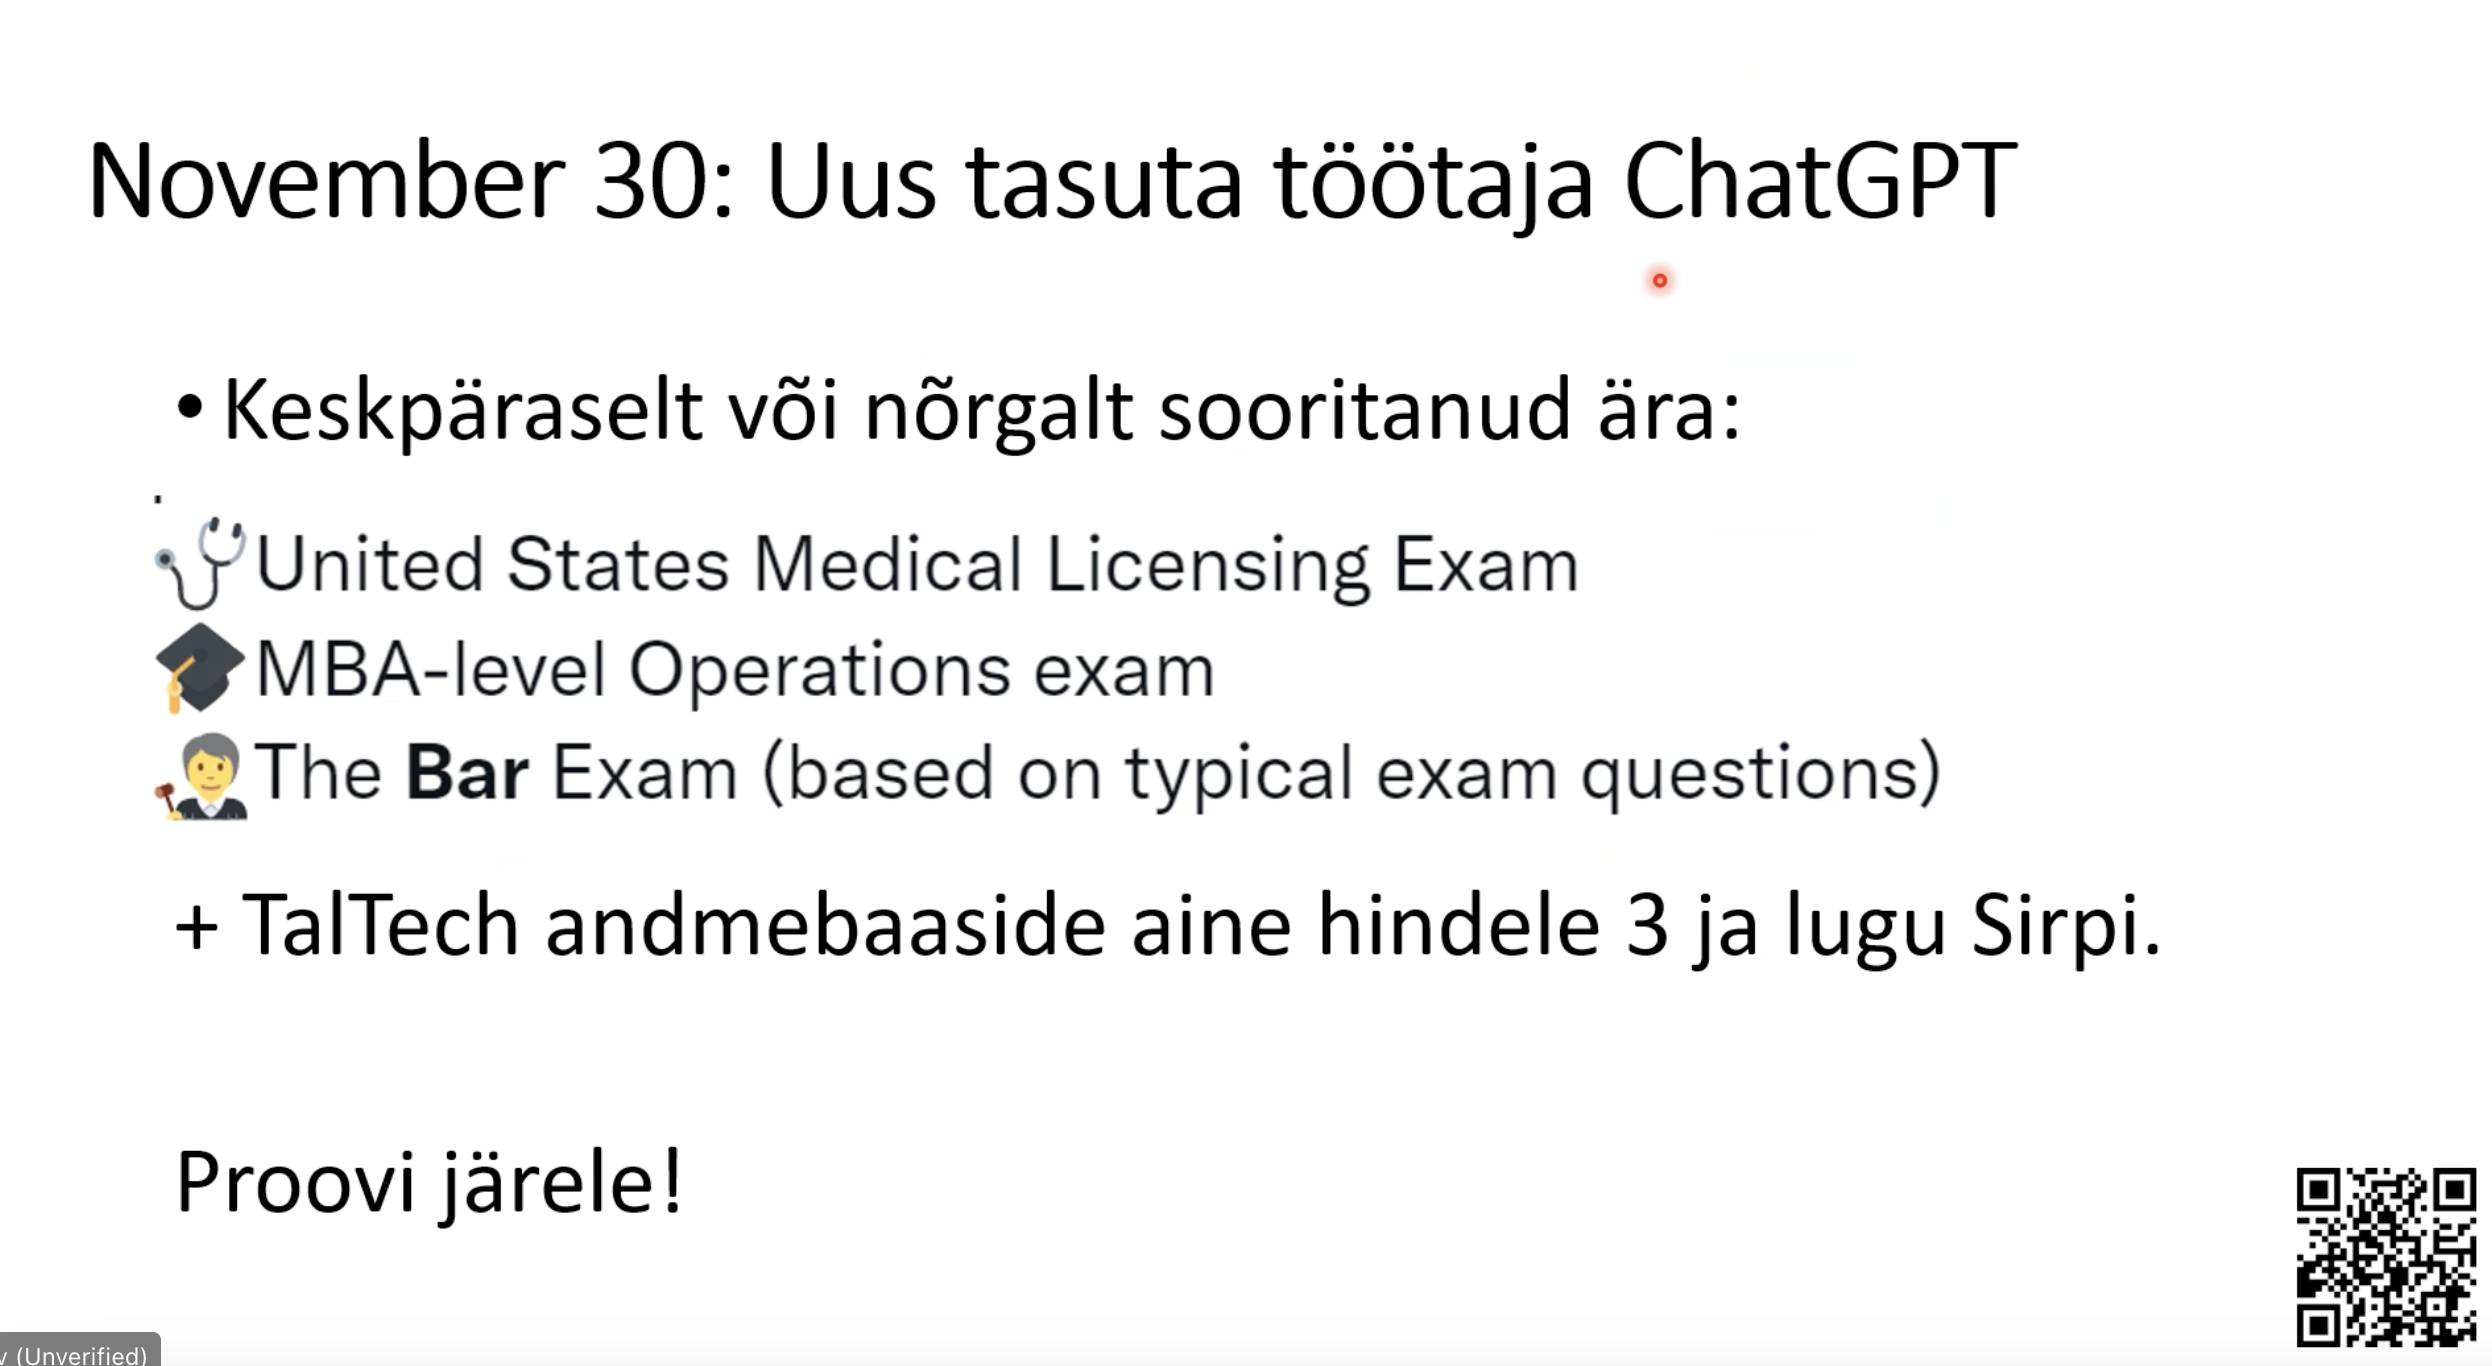 November 30: Uus tasuta töötaja ChatGPT
• Keskpäraselt või nõrgalt sooritanud ära:
United States Medical Licensing Exam
MBA-level Operations exam
The Bar Exam (based on typical exam questions)
+ TalTech andmebaaside aine hindele 3 ja lugu Sirpi.
Proovi järele!
(Unverified)